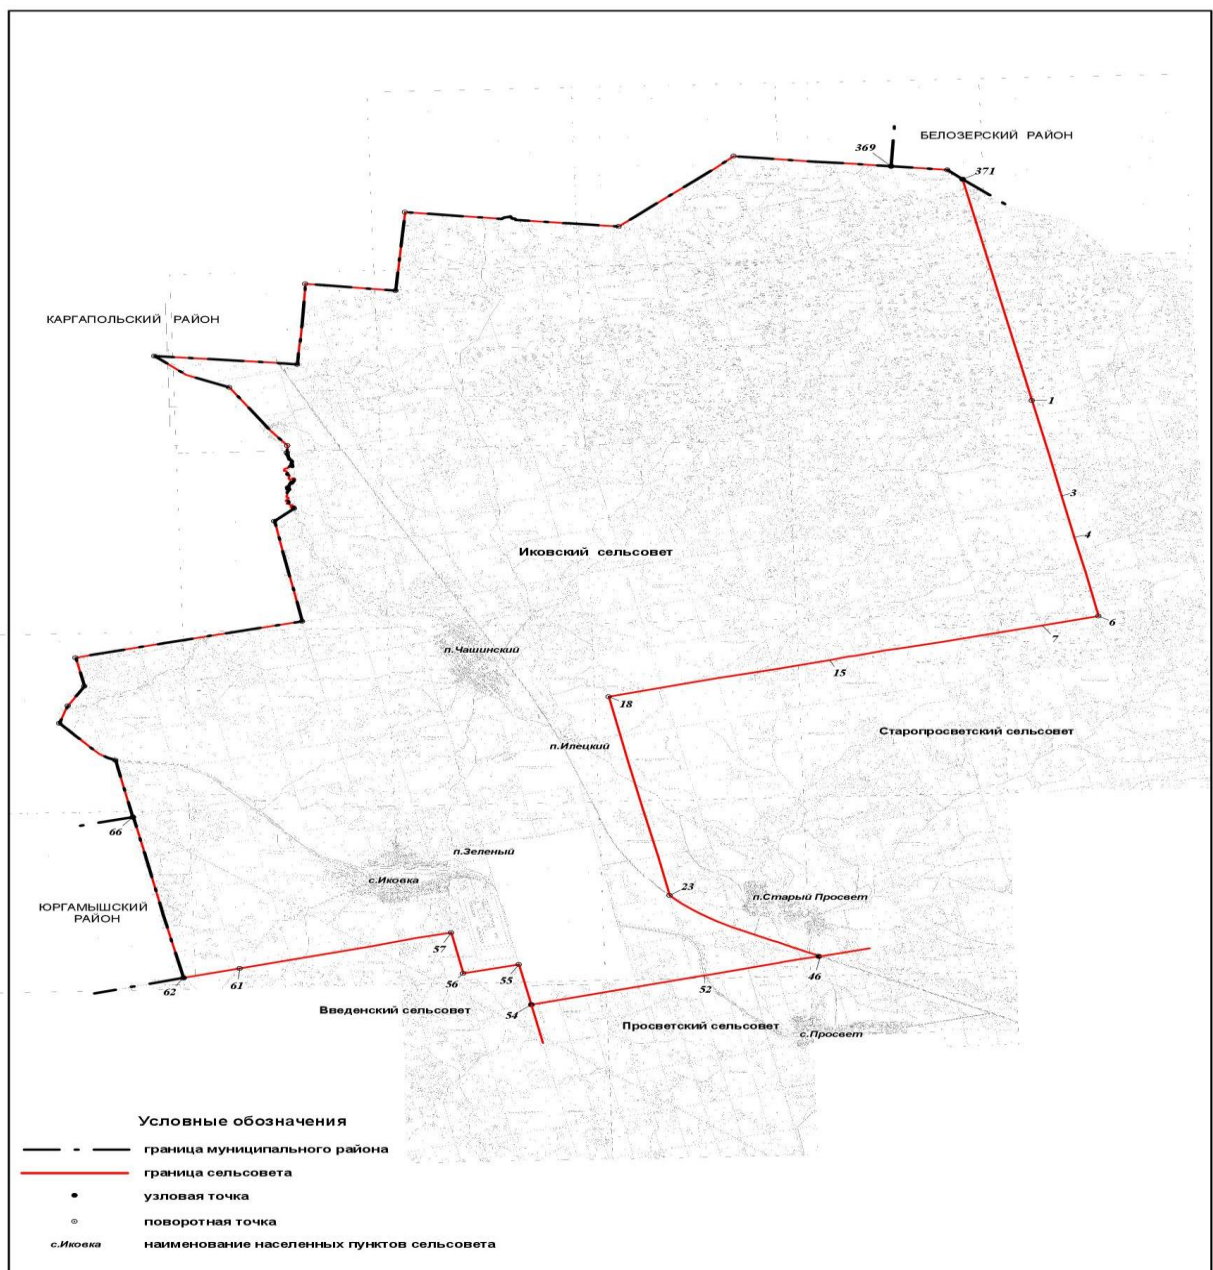 БЕЛОЗЕРСКИЙ РАЙОН
369
371
КАРГАПОЛЬСКИЙ РАЙОН
1
3
4
Иковский сельсовет
6
7
п.Чашинский
15
18
Старопросветский сельсовет
п.Илецкий
66
п.Зеленый
с.Иковка
23
п.Старый Просвет
ЮРГАМЫШСКИЙ
РАЙОН
57
46
55
56
61
62
52
54
Введенский сельсовет
Просветский сельсовет
с.Просвет
Условные обозначения
граница муниципального района
граница сельсовета
узловая точка
поворотная точка
с.Иковка
наименование населенных пунктов сельсовета